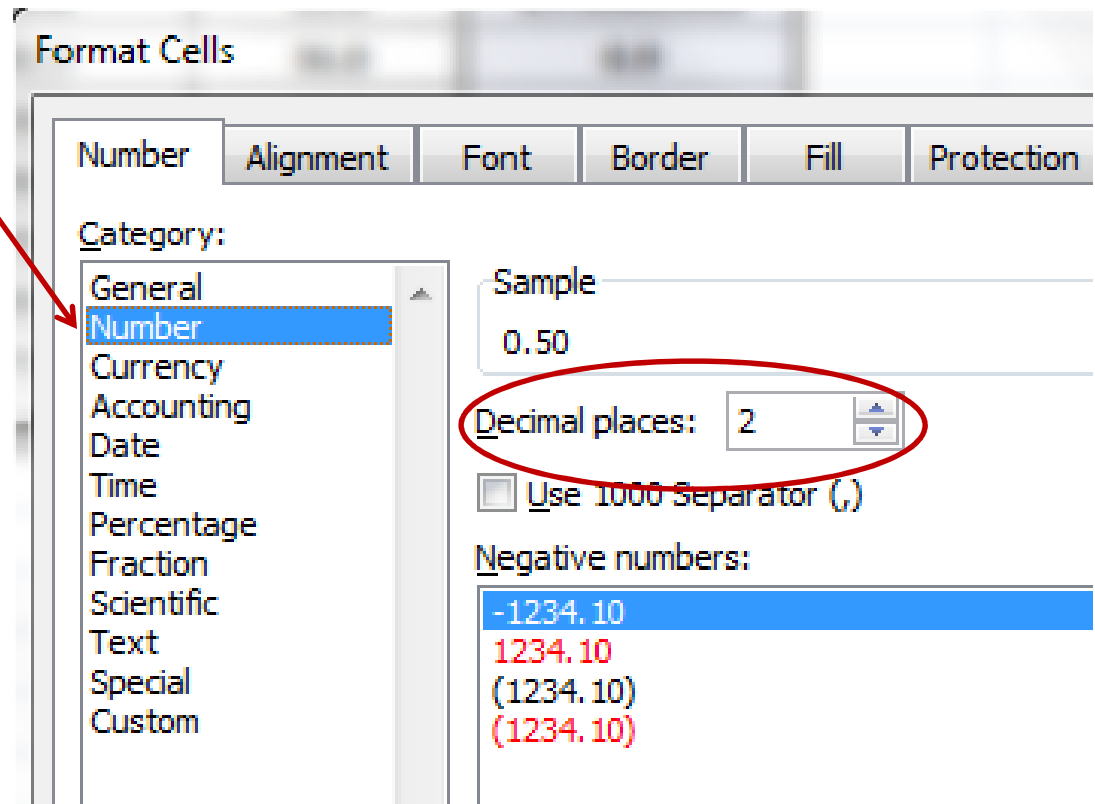 Format Cells
Number Alignment Font Border Fill Protection
Category:
General
Number
Currency
Accounting
Date
Time
Percentage
Fraction
Scientific
Text
Special
Custom
Sample
0.50
Decimal places: 2
Use 1000 Separator (,)
Negative numbers:
-1234.10
1234.10
(1234.10)
(1234.10)